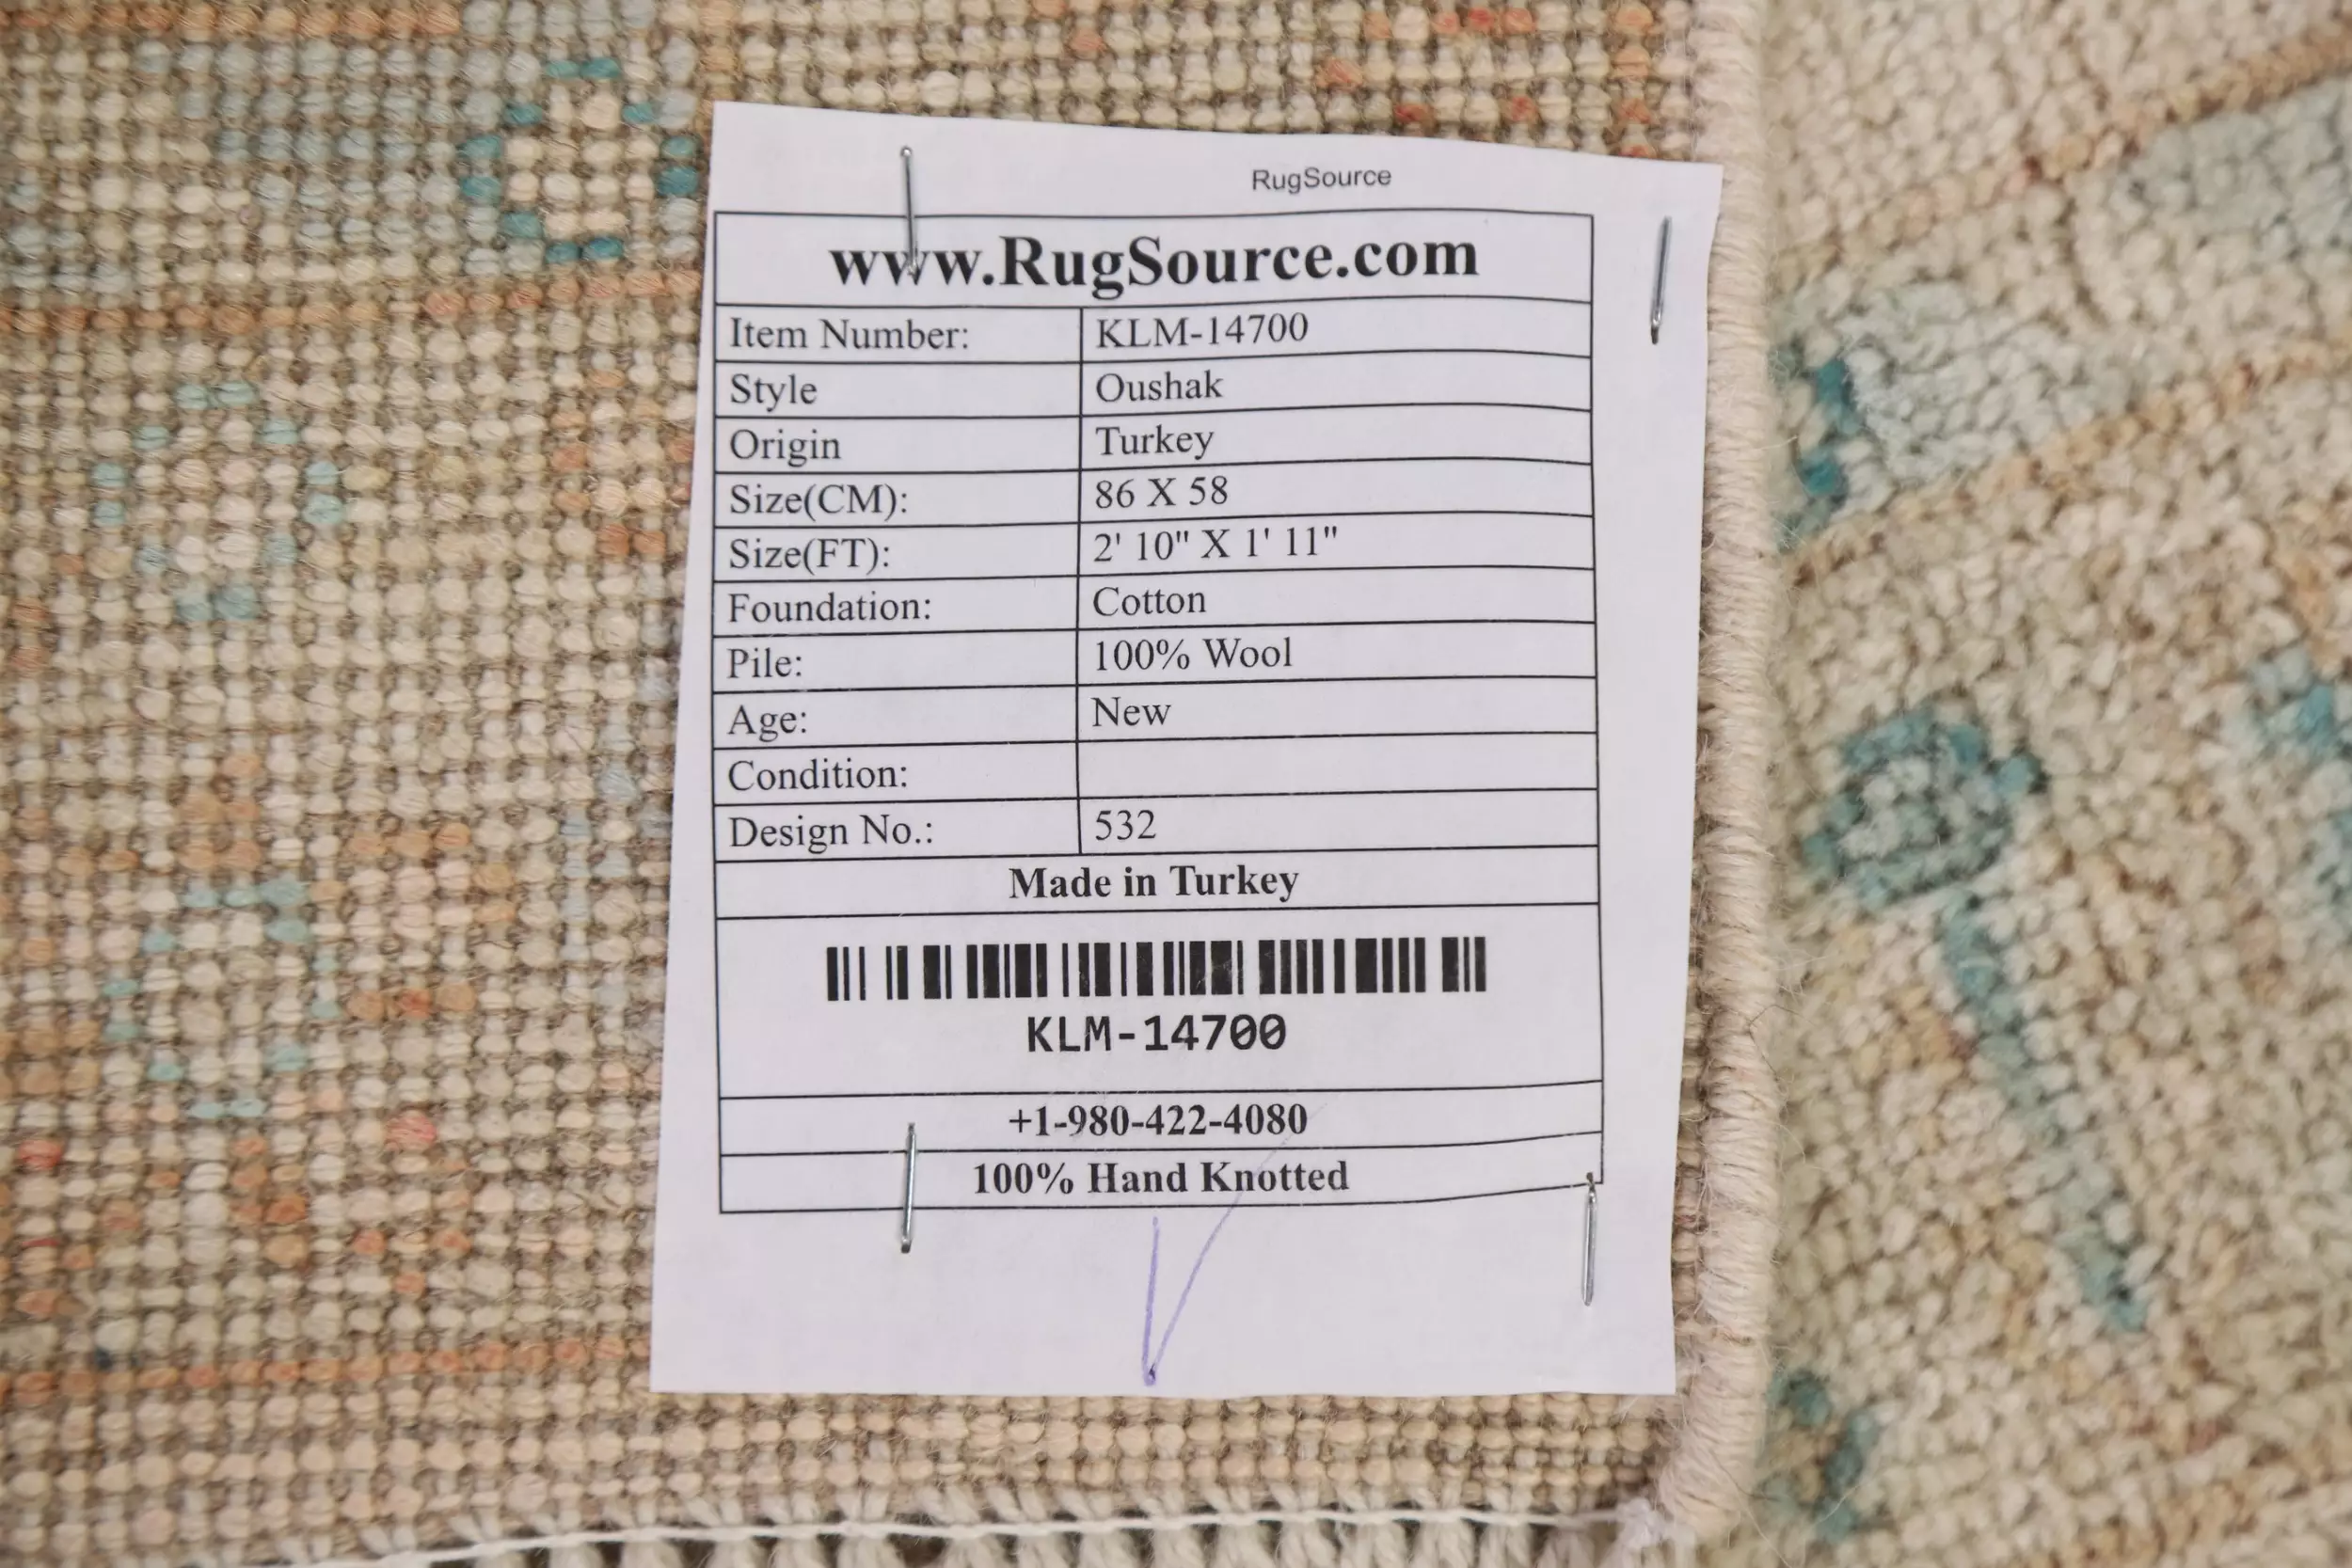 RugSource
www.RugSource.com
Item Number: KLM-14700
Style Oushak
Origin Turkey
Size(CM): 86 X 58
Size(FT): 2' 10" X 1' 11"
Foundation: Cotton
Pile: 100% Wool
Age: New
Condition:
Design No.: 532
Made in Turkey
KLM-14700
+1-980-422-4080
100% Hand Knotted